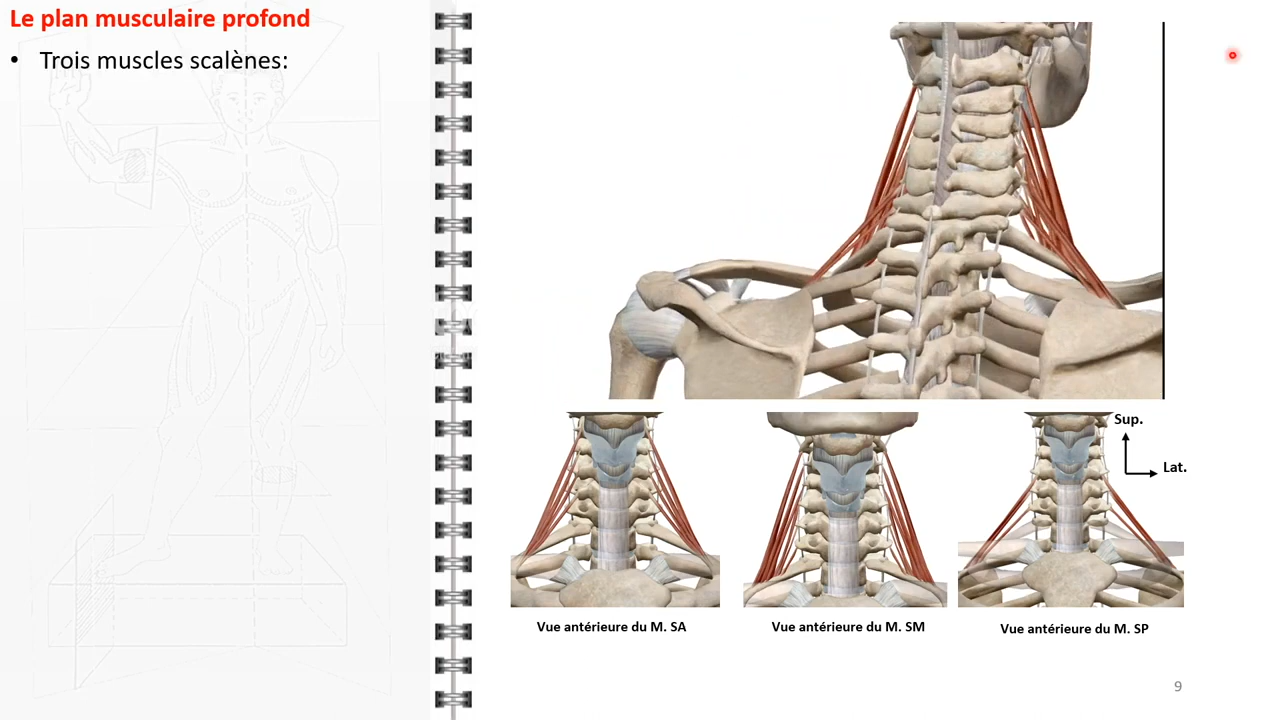 Le plan musculaire profond
• Trois muscles scalènes:
Sup.
Lat.
Vue antérieure du M. SA
Vue antérieure du M. SM
Vue antérieure du M. SP
9